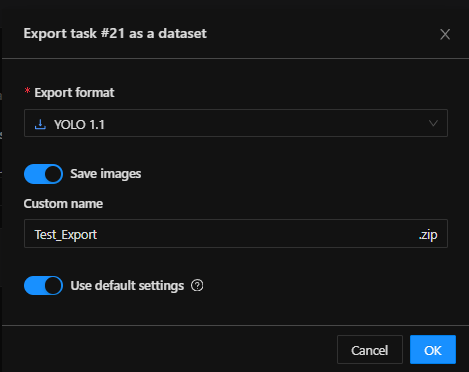 Export task #21 as a dataset
* Export format
YOLO 1.1
Save images
Custom name
Test_Export .zip
Use default settings
Cancel OK